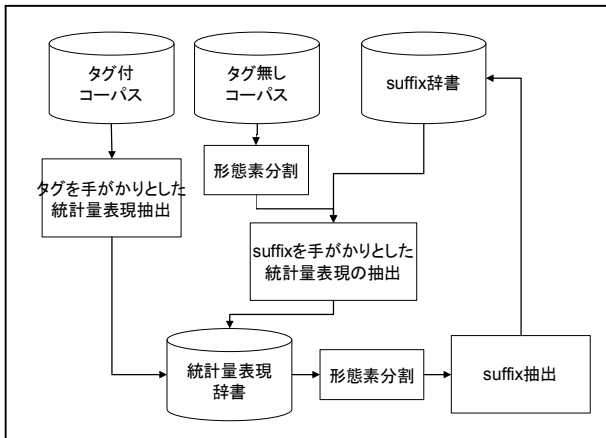 タグ付
コーパス
タグ無し
コーパス
suffix辞書
形態素分割
タグを手がかりとした
統計量表現抽出
suffixを手がかりとした
統計量表現の抽出
統計量表現
辞書
形態素分割
suffix抽出